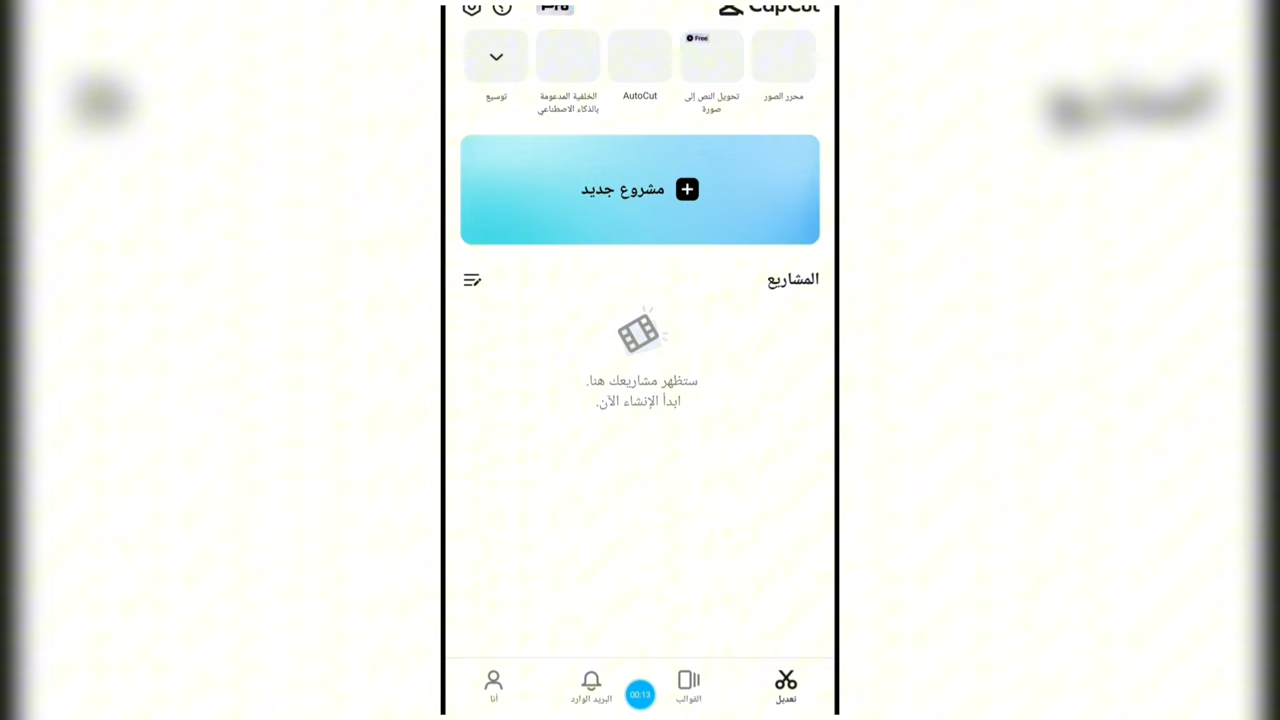 CapCut
Pro
Free
محرر الصور
تحويل النص إلى
صورة
AutoCut
الخلفية المدعومة
بالذكاء الاصطناعي
توسيع
مشروع جديد
المشاريع
ستظهر مشاريعك هنا.
ابدأ الإنشاء الآن.
تعديل
القوالب
00:13
البريد الوارد
أنا